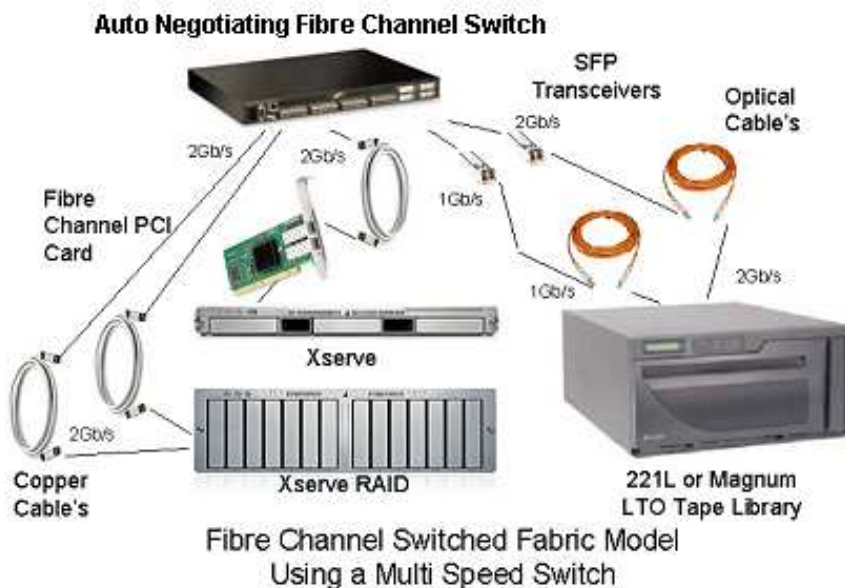 Auto Negotiating Fibre Channel Switch
SFP
Transceivers
Optical
Cable's
2Gb/s
2Gb/s
2Gb/s
1Gb/s
Fibre
Channel PCI
Card
1Gb/s
2Gb/s
Xserve
2Gb/s
Copper
Cable's
Xserve RAID
221L or Magnum
LTO Tape Library
Fibre Channel Switched Fabric Model
Using a Multi Speed Switch